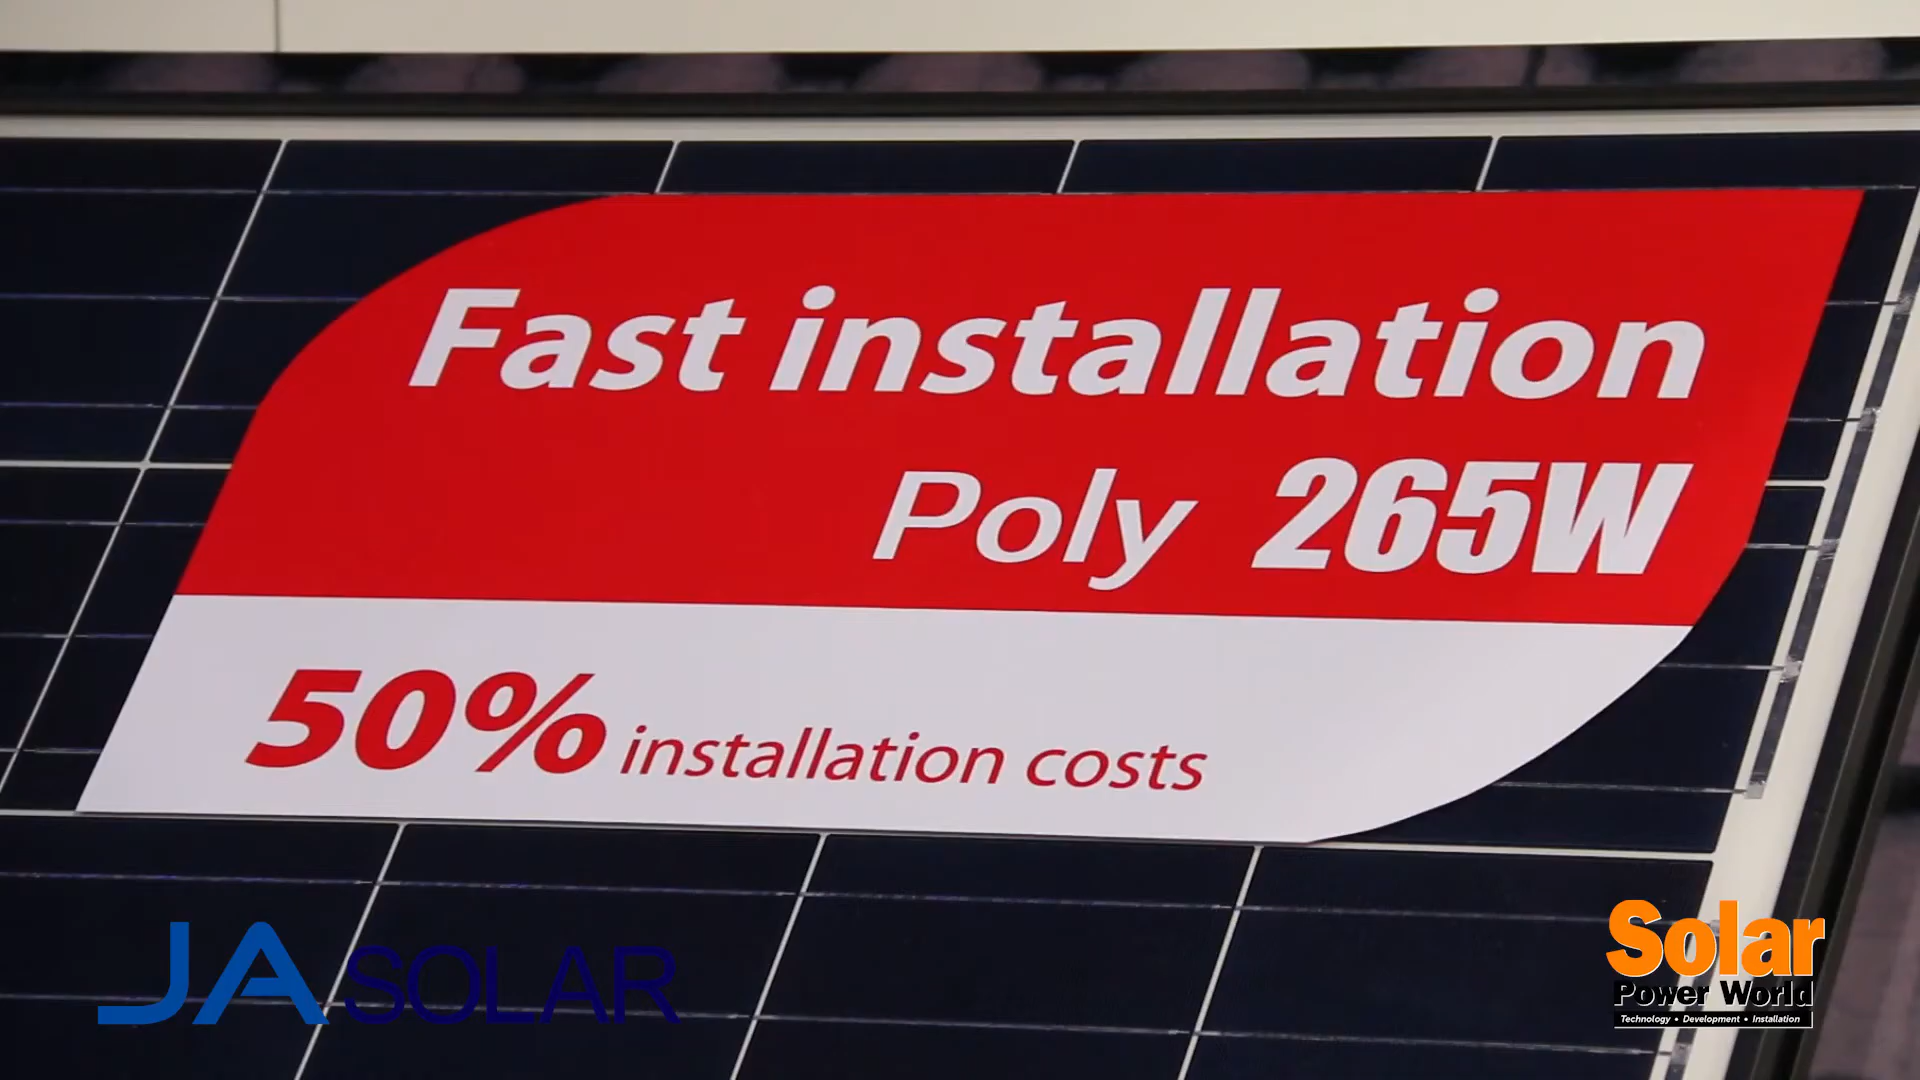 Fast installation
Poly 265W
50% installation costs
JA SOLAR
Solar
Power World
Technology • Development • Installation